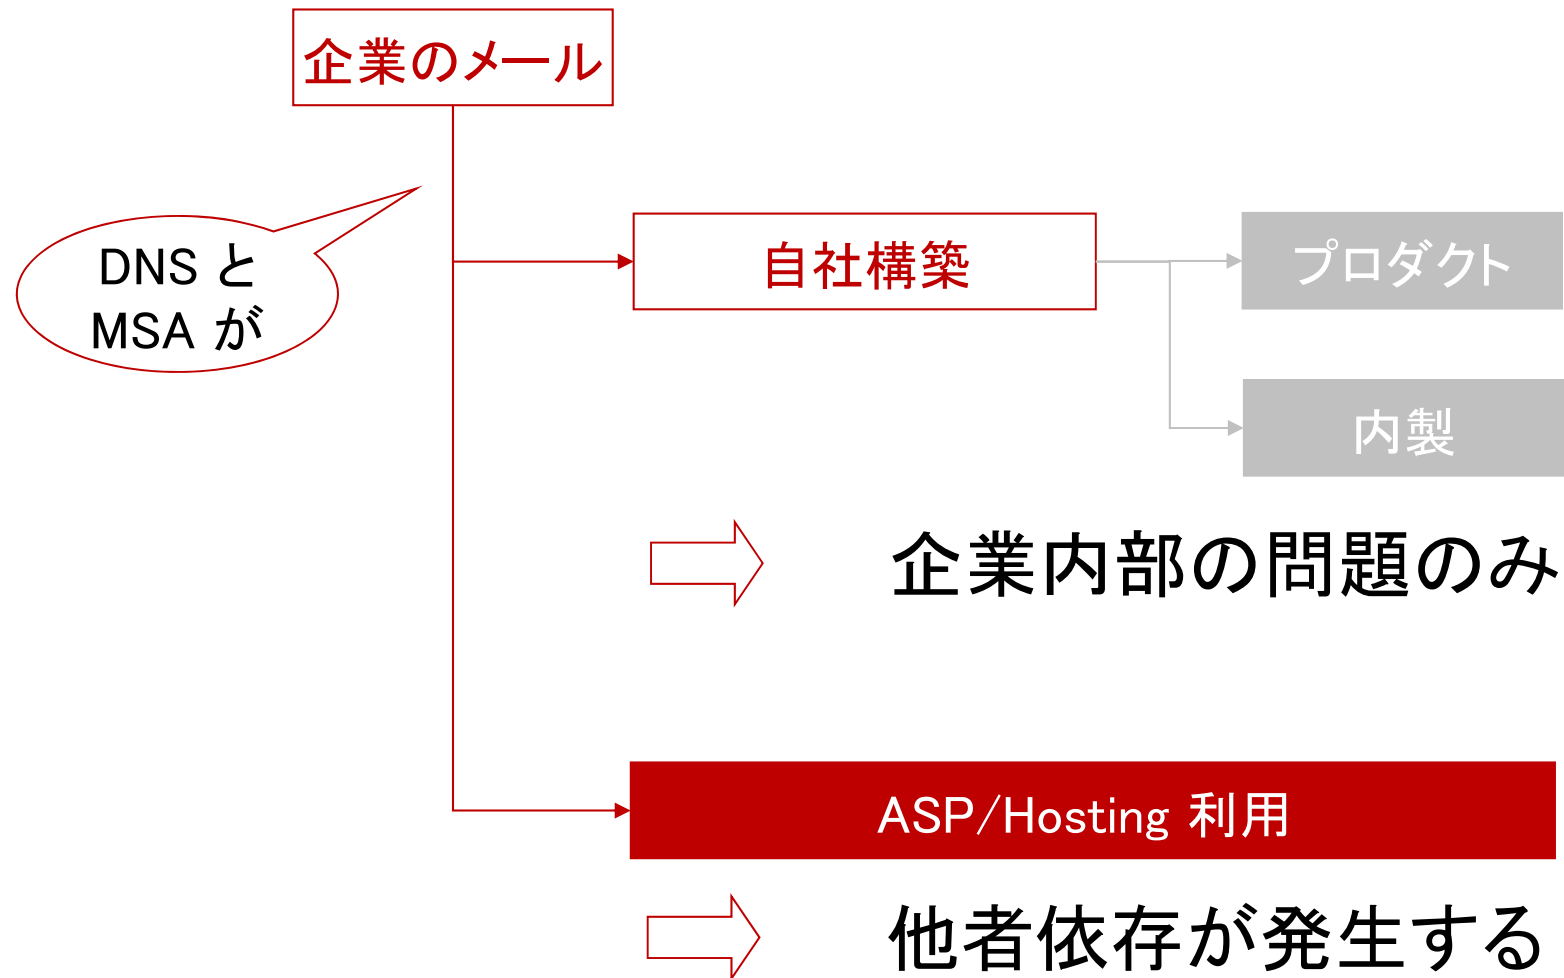 企業のメール
DNS と
MSA が
自社構築
プロダクト
内製
企業内部の問題のみ
ASP/Hosting 利用
他者依存が発生する